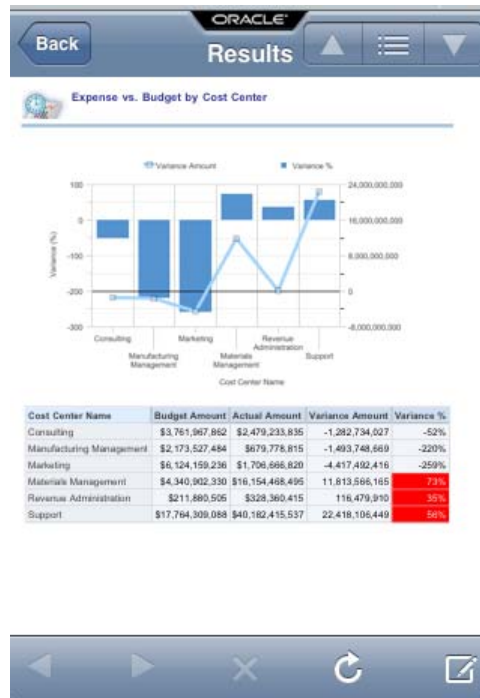 ORACLE
Back
Results
Expense vs. Budget by Cost Center
Variance Amount
Variance %
100
0
-100
-200
-300
Variance (%)
24,000,000,000
16,000,000,000
8,000,000,000
0
-8,000,000,000
Consulting
Manufacturing
Management
Marketing
Materials
Management
Revenue
Administration
Support
Cost Center Name
Cost Center Name Budget Amount Actual Amount Variance Amount Variance %
Consulting $3,761,967,862 $2,479,233,835 -1,282,734,027 -52%
Manufacturing Management $2,173,527,484 $679,778,815 -1,493,748,669 -220%
Marketing $6,124,159,236 $1,706,666,820 -4,417,492,416 -259%
Materials Management $4,340,902,330 $16,154,468,495 11,813,566,165 73%
Revenue Administration $211,880,505 $328,360,415 116,479,910 35%
Support $17,764,309,088 $40,182,415,537 22,418,106,449 56%